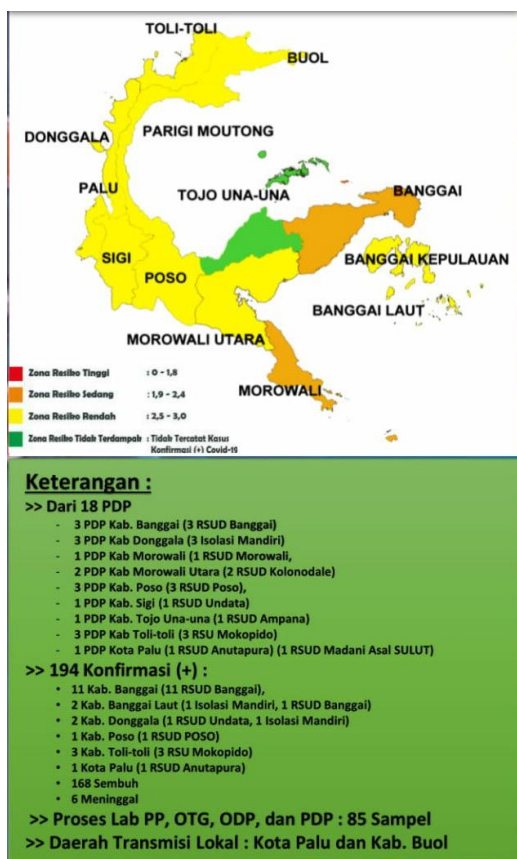 TOLI-TOLI
BUOL
DONGGALA
PARIGI MOUTONG
PALU
TOJO UNA-UNA
BANGGAI
SIGI
POSO
BANGGAI KEPULAUAN
BANGGAI LAUT
MOROWALI UTARA
MOROWALI
Zona Resiko Tinggi : 0 - 1,8
Zona Resiko Sedang : 1,9 - 2,4
Zona Resiko Rendah : 2,5 - 3,0
Zona Resiko Tidak Terdampak : Tidak Tercatat Kasus
Konfirmasi (+) Covid-19
Keterangan :
>> Dari 18 PDP
- 3 PDP Kab. Banggai (3 RSUD Banggai)
- 3 PDP Kab Donggala (3 Isolasi Mandiri)
- 1 PDP Kab Morowali (1 RSUD Morowali,
- 2 PDP Kab Morowali Utara (2 RSUD Kolonodale)
- 3 PDP Kab. Poso (3 RSUD Poso),
- 1 PDP Kab. Sigi (1 RSUD Undata)
- 1 PDP Kab. Tojo Una-una (1 RSUD Ampana)
- 3 PDP Kab Toli-toli (3 RSU Mokopido)
- 1 PDP Kota Palu (1 RSUD Anutapura) (1 RSUD Madani Asal SULUT)
>> 194 Konfirmasi (+) :
• 11 Kab. Banggai (11 RSUD Banggai),
• 2 Kab. Banggai Laut (1 Isolasi Mandiri, 1 RSUD Banggai)
• 2 Kab. Donggala (1 RSUD Undata, 1 Isolasi Mandiri)
• 1 Kab. Poso (1 RSUD POSO)
• 3 Kab. Toli-toli (3 RSU Mokopido)
• 1 Kota Palu (1 RSUD Anutapura)
• 168 Sembuh
• 6 Meninggal
>> Proses Lab PP, OTG, ODP, dan PDP : 85 Sampel
>> Daerah Transmisi Lokal : Kota Palu dan Kab. Buol